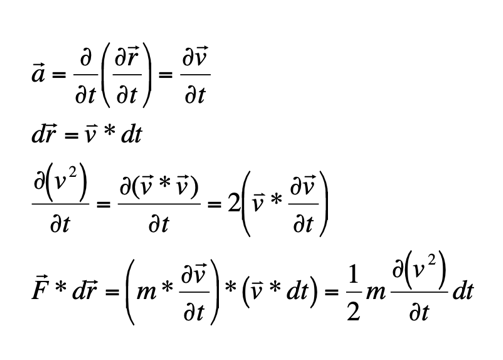 a⃗ = ∂/∂t (∂r⃗/∂t) = ∂v⃗/∂t
dr⃗ = v⃗ * dt
∂(v²)/∂t = ∂(v⃗ * v⃗)/∂t = 2(v⃗ * ∂v⃗/∂t)
F⃗ * dr⃗ = (m * ∂v⃗/∂t) * (v⃗ * dt) = 1/2 m ∂(v²)/∂t dt